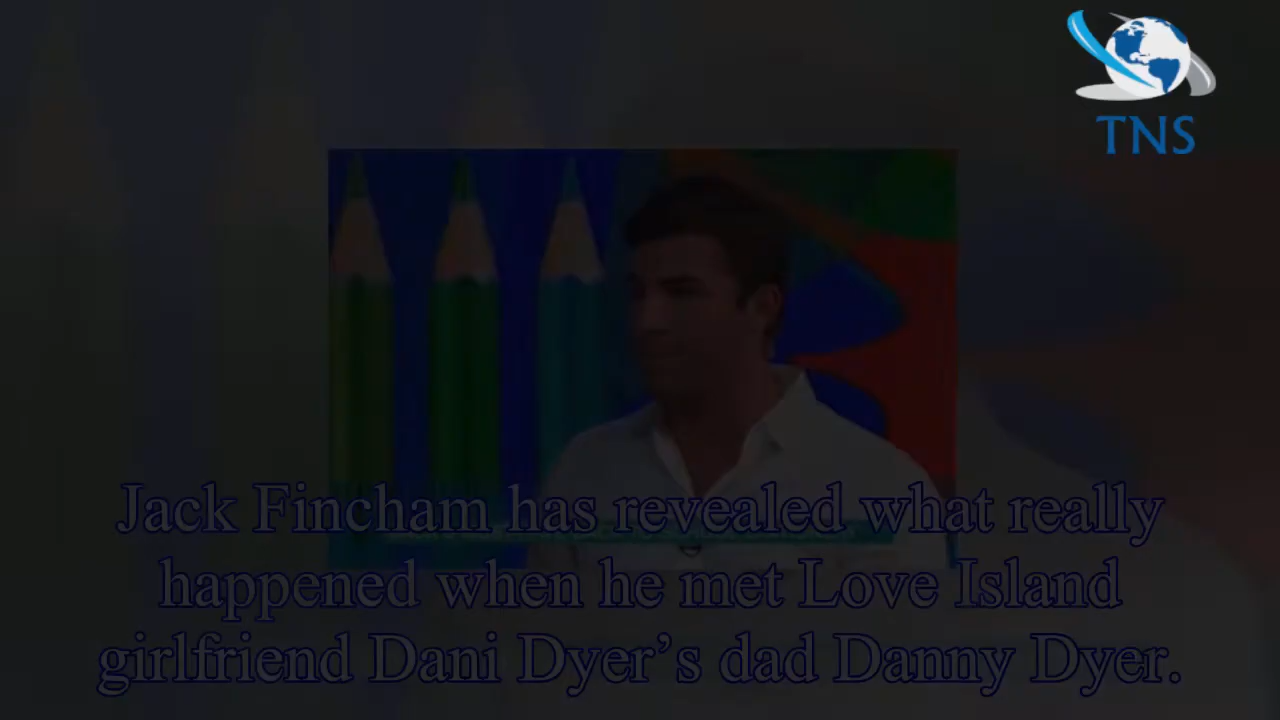 TNS
Jack Fincham has revealed what really
happened when he met Love Island
girlfriend Dani Dyer’s dad Danny Dyer.